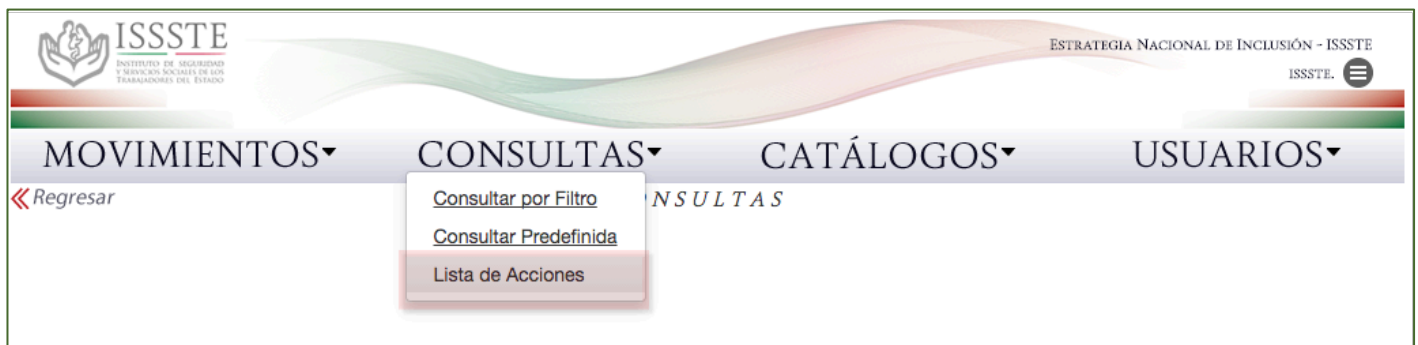 ISSSTE
INSTITUTO DE SEGURIDAD
Y SERVICIOS SOCIALES DE LOS
TRABAJADORES DEL ESTADO
ESTRATEGIA NACIONAL DE INCLUSIÓN - ISSSTE
ISSSTE.
MOVIMIENTOS CONSULTAS CATÁLOGOS USUARIOS
Regresar
NSULTAS
Consultar por Filtro
Consultar Predefinida
Lista de Acciones